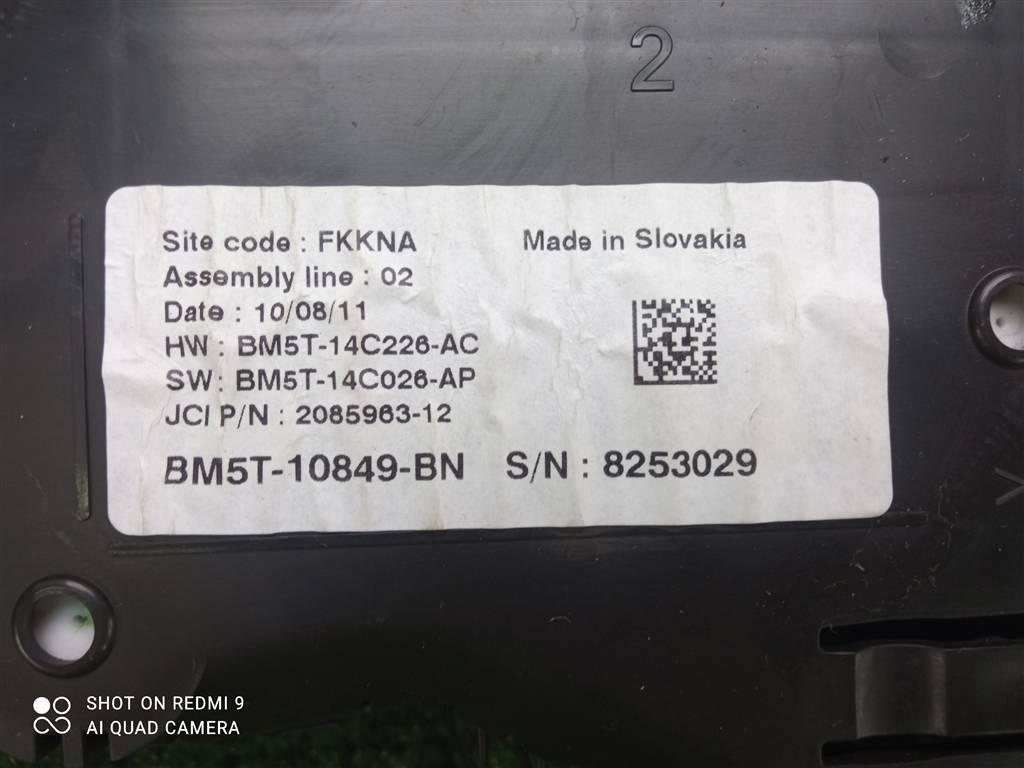 2
Site code : FKKNA
Made in Slovakia
Assembly line : 02
Date : 10/08/11
HW : BM5T-14C226-AC
SW : BM5T-14C026-AP
JCI P/N : 2085963-12
BM5T-10849-BN S/N : 8253029
SHOT ON REDMI 9
AI QUAD CAMERA